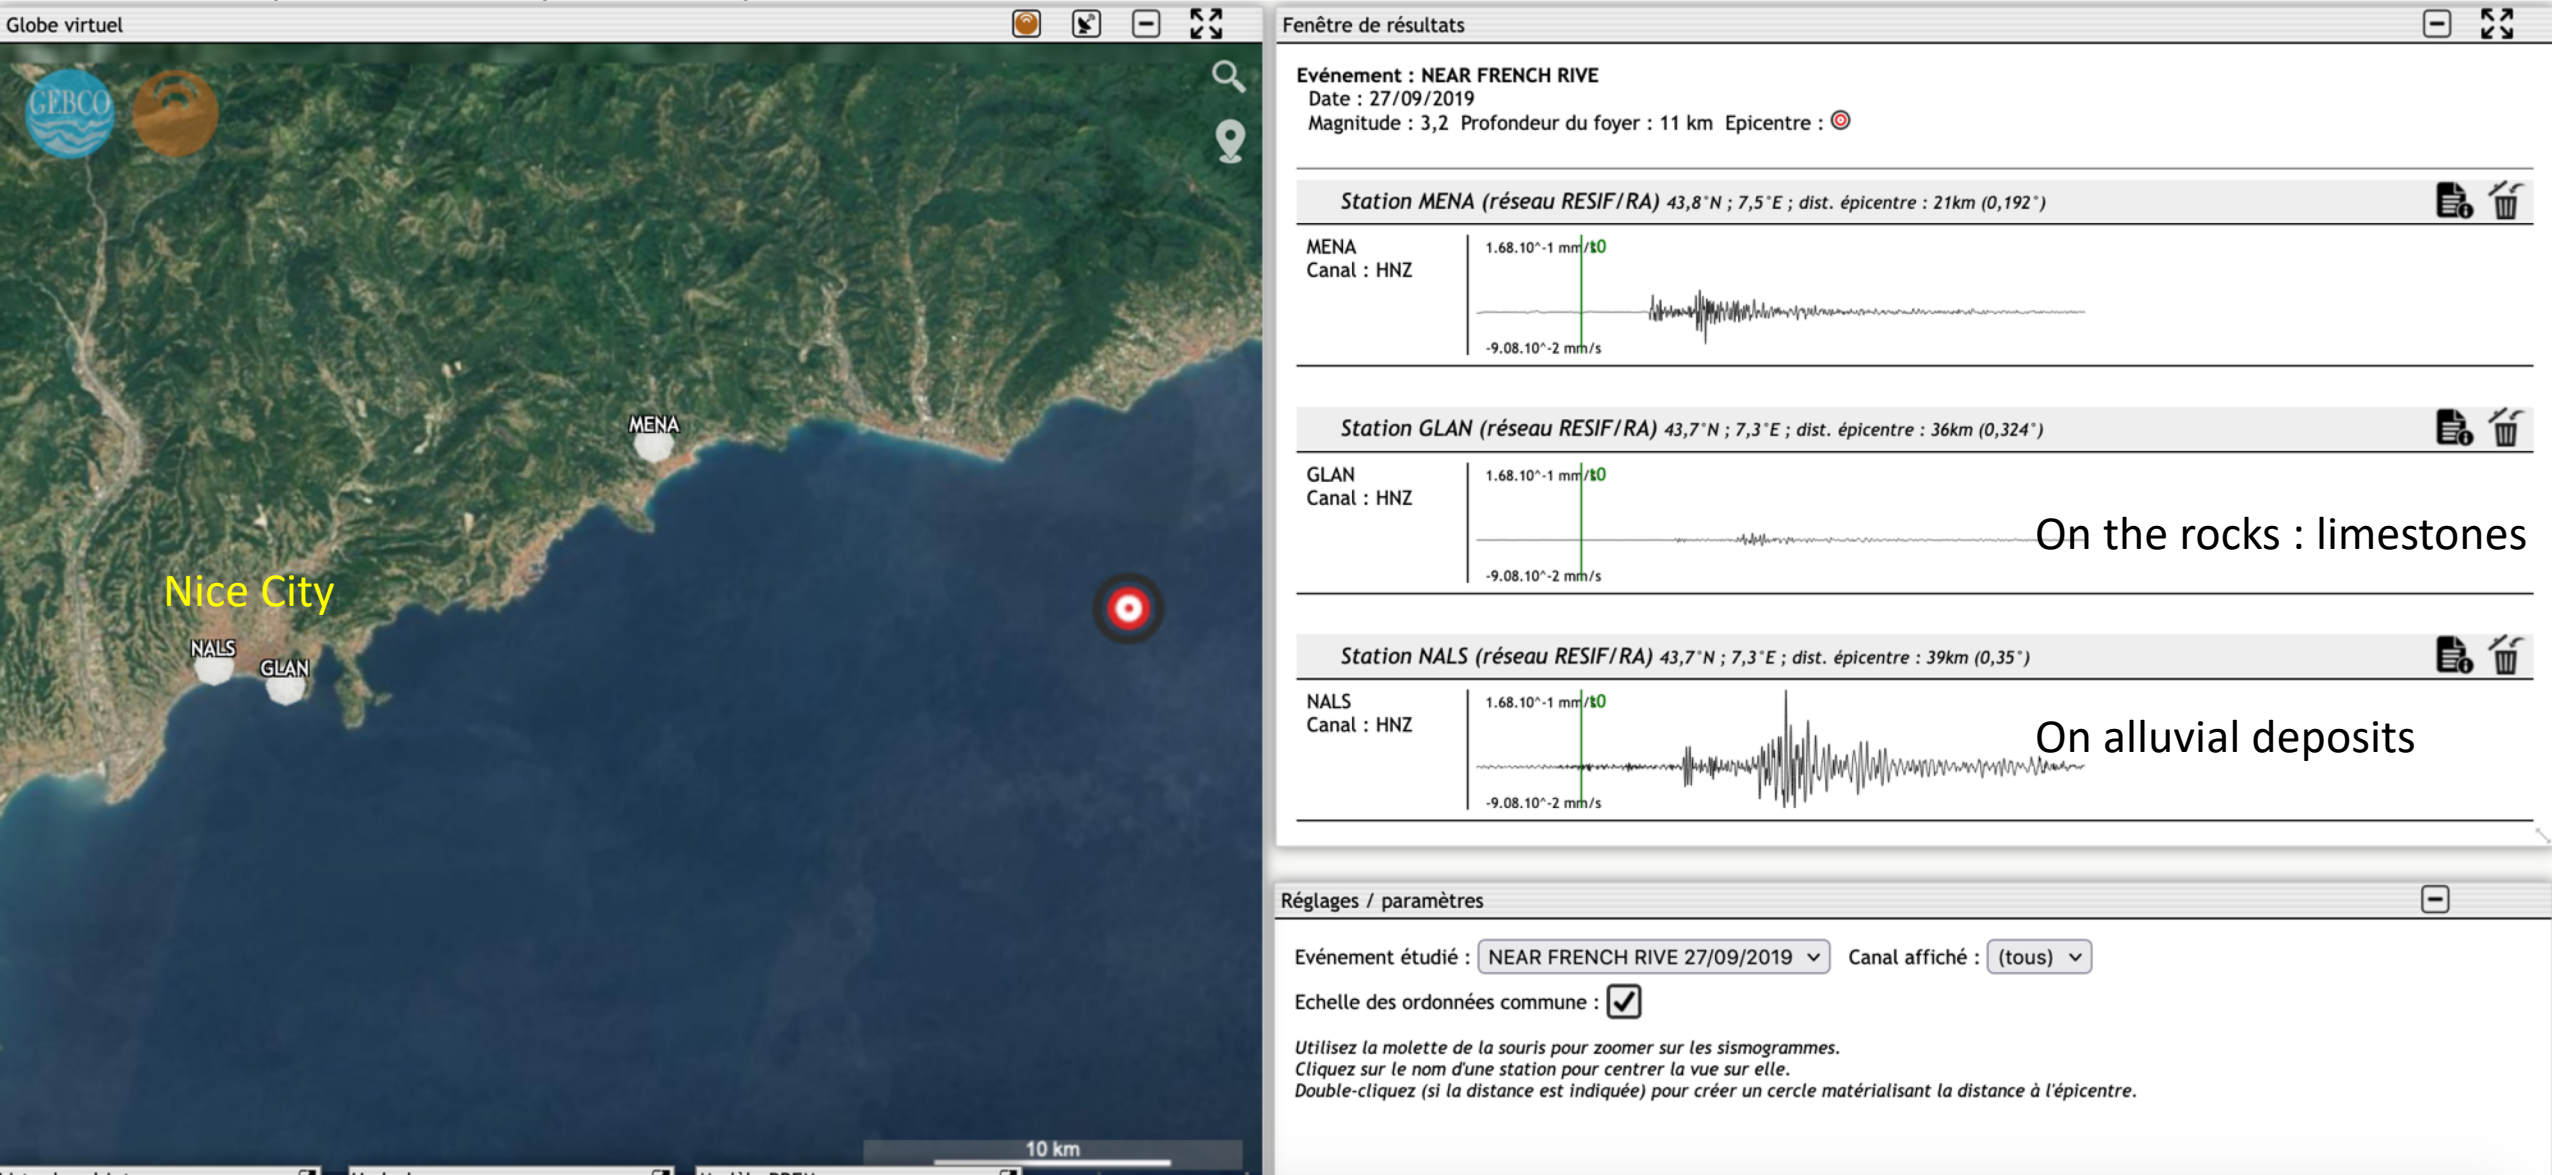 Globe virtuel
GEBCO
MENA
Nice City
NALS
GLAN
10 km
Fenêtre de résultats
Evénement : NEAR FRENCH RIVE
Date : 27/09/2019
Magnitude : 3,2 Profondeur du foyer : 11 km Epicentre :
Station MENA (réseau RESIF/RA) 43,8°N ; 7,5°E ; dist. épicentre : 21km (0,192°)
MENA
Canal : HNZ
1.68.10^-1 mm/s
t0
-9.08.10^-2 mm/s
Station GLAN (réseau RESIF/RA) 43,7°N ; 7,3°E ; dist. épicentre : 36km (0,324°)
GLAN
Canal : HNZ
1.68.10^-1 mm/s
t0
-9.08.10^-2 mm/s
On the rocks : limestones
Station NALS (réseau RESIF/RA) 43,7°N ; 7,3°E ; dist. épicentre : 39km (0,35°)
NALS
Canal : HNZ
1.68.10^-1 mm/s
t0
-9.08.10^-2 mm/s
On alluvial deposits
Réglages / paramètres
Evénement étudié : NEAR FRENCH RIVE 27/09/2019 Canal affiché : (tous)
Echelle des ordonnées commune :
Utilisez la molette de la souris pour zoomer sur les sismogrammes.
Cliquez sur le nom d'une station pour centrer la vue sur elle.
Double-cliquez (si la distance est indiquée) pour créer un cercle matérialisant la distance à l'épicentre.